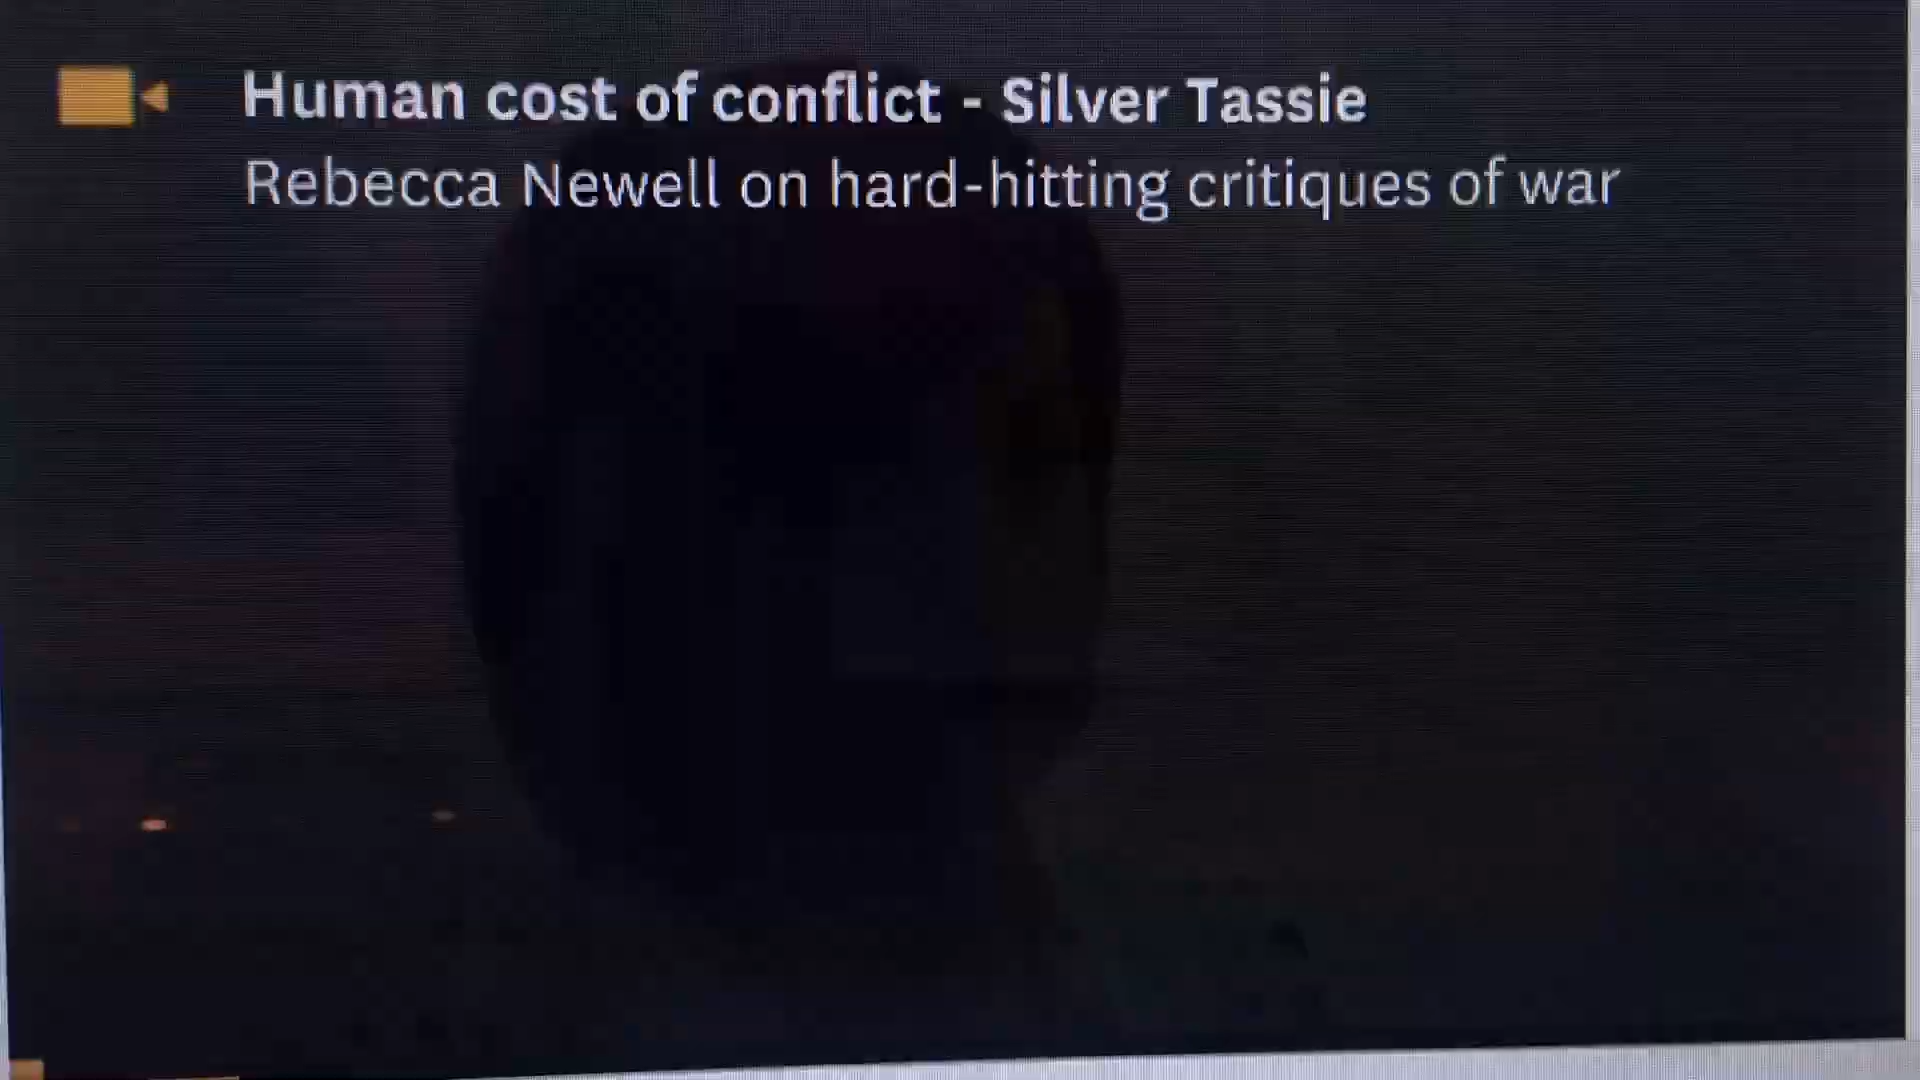 Human cost of conflict - Silver Tassie
Rebecca Newell on hard-hitting critiques of war